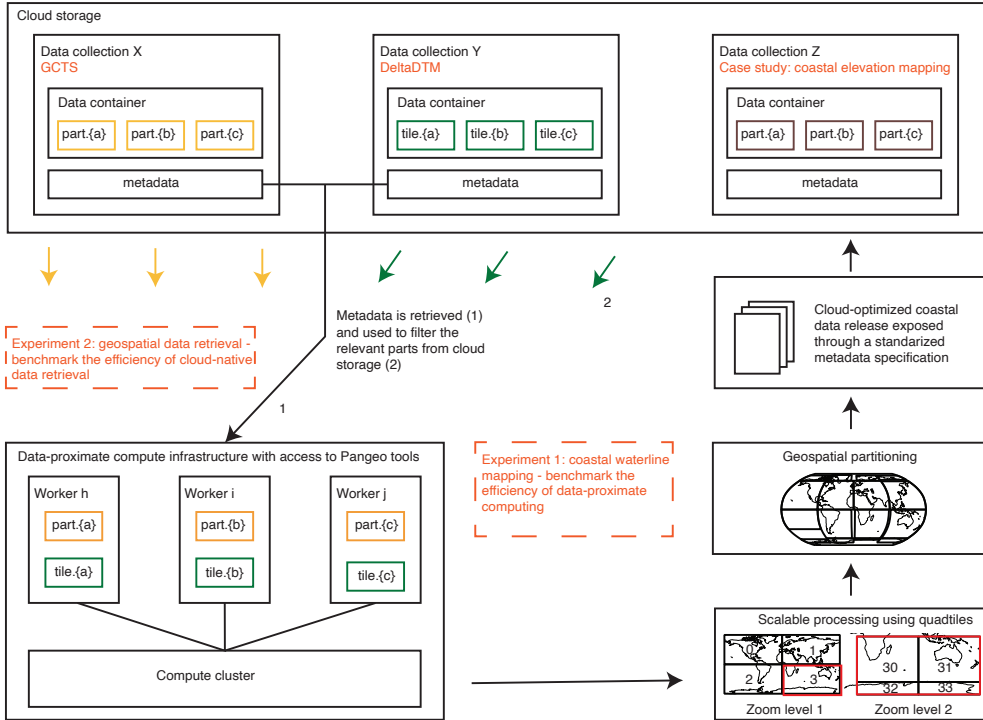 Cloud storage
Data collection X
GCTS
Data container
part.{a}
part.{b}
part.{c}
metadata
Data collection Y
DeltaDTM
Data container
tile.{a}
tile.{b}
tile.{c}
metadata
Data collection Z
Case study: coastal elevation mapping
Data container
part.{a}
part.{b}
part.{c}
metadata
2
Metadata is retrieved (1)
and used to filter the
relevant parts from cloud
storage (2)
Experiment 2: geospatial data retrieval -
benchmark the efficiency of cloud-native
data retrieval
1
Cloud-optimized coastal
data release exposed
through a standarized
metadata specification
Data-proximate compute infrastructure with access to Pangeo tools
Worker h
part.{a}
tile.{a}
Worker i
part.{b}
tile.{b}
Worker j
part.{c}
tile.{c}
Compute cluster
Experiment 1: coastal waterline
mapping - benchmark the
efficiency of data-proximate
computing
Geospatial partitioning
Scalable processing using quadtiles
0
1
2
3
Zoom level 1
30
31
32
33
Zoom level 2